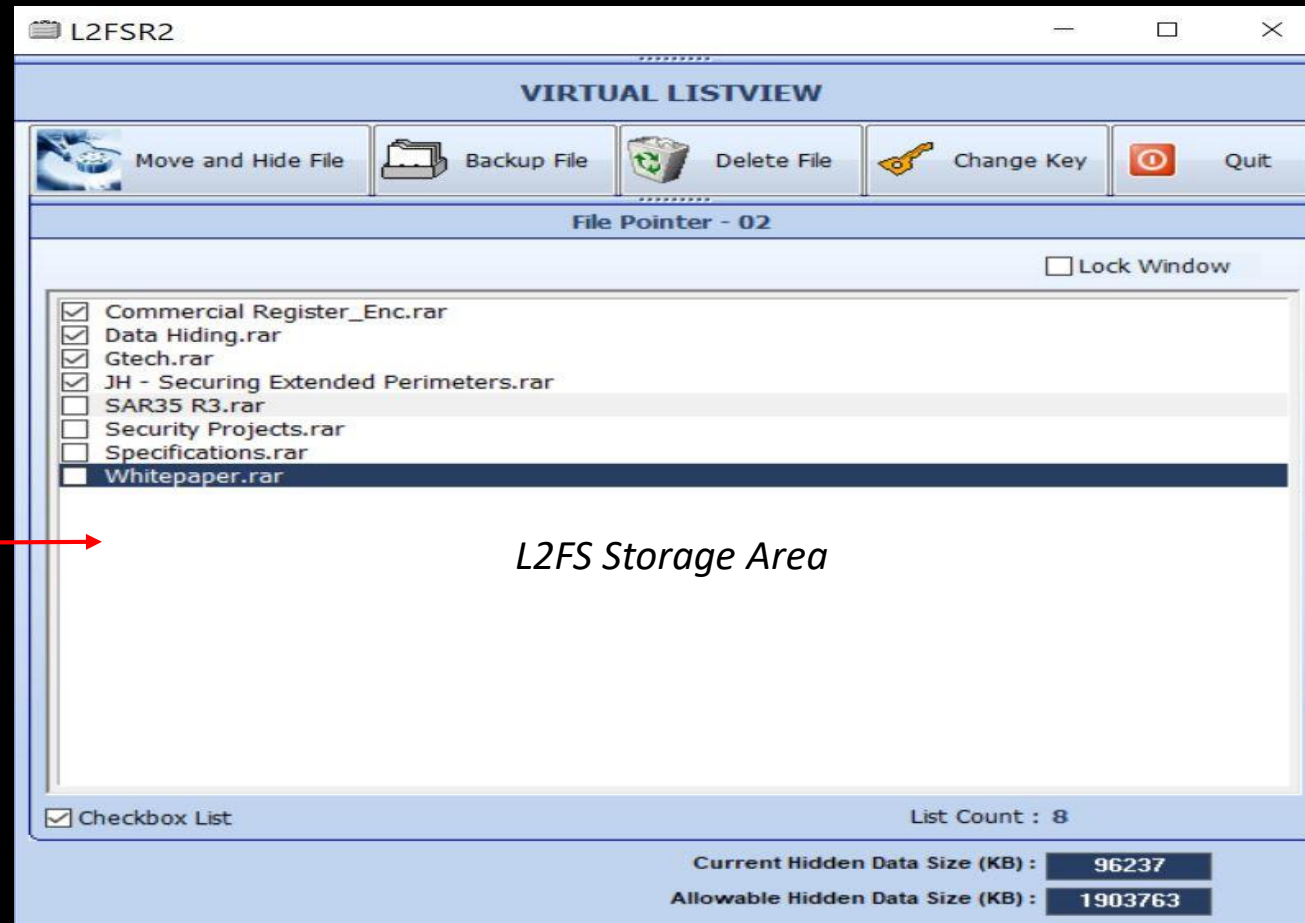 L2FSR2
VIRTUAL LISTVIEW
Move and Hide File Backup File Delete File Change Key Quit
File Pointer - 02
Lock Window
Commercial Register_Enc.rar
Data Hiding.rar
Gtech.rar
JH - Securing Extended Perimeters.rar
SAR35 R3.rar
Security Projects.rar
Specifications.rar
Whitepaper.rar
L2FS Storage Area
Checkbox List List Count : 8
Current Hidden Data Size (KB) : 96237
Allowable Hidden Data Size (KB) : 1903763